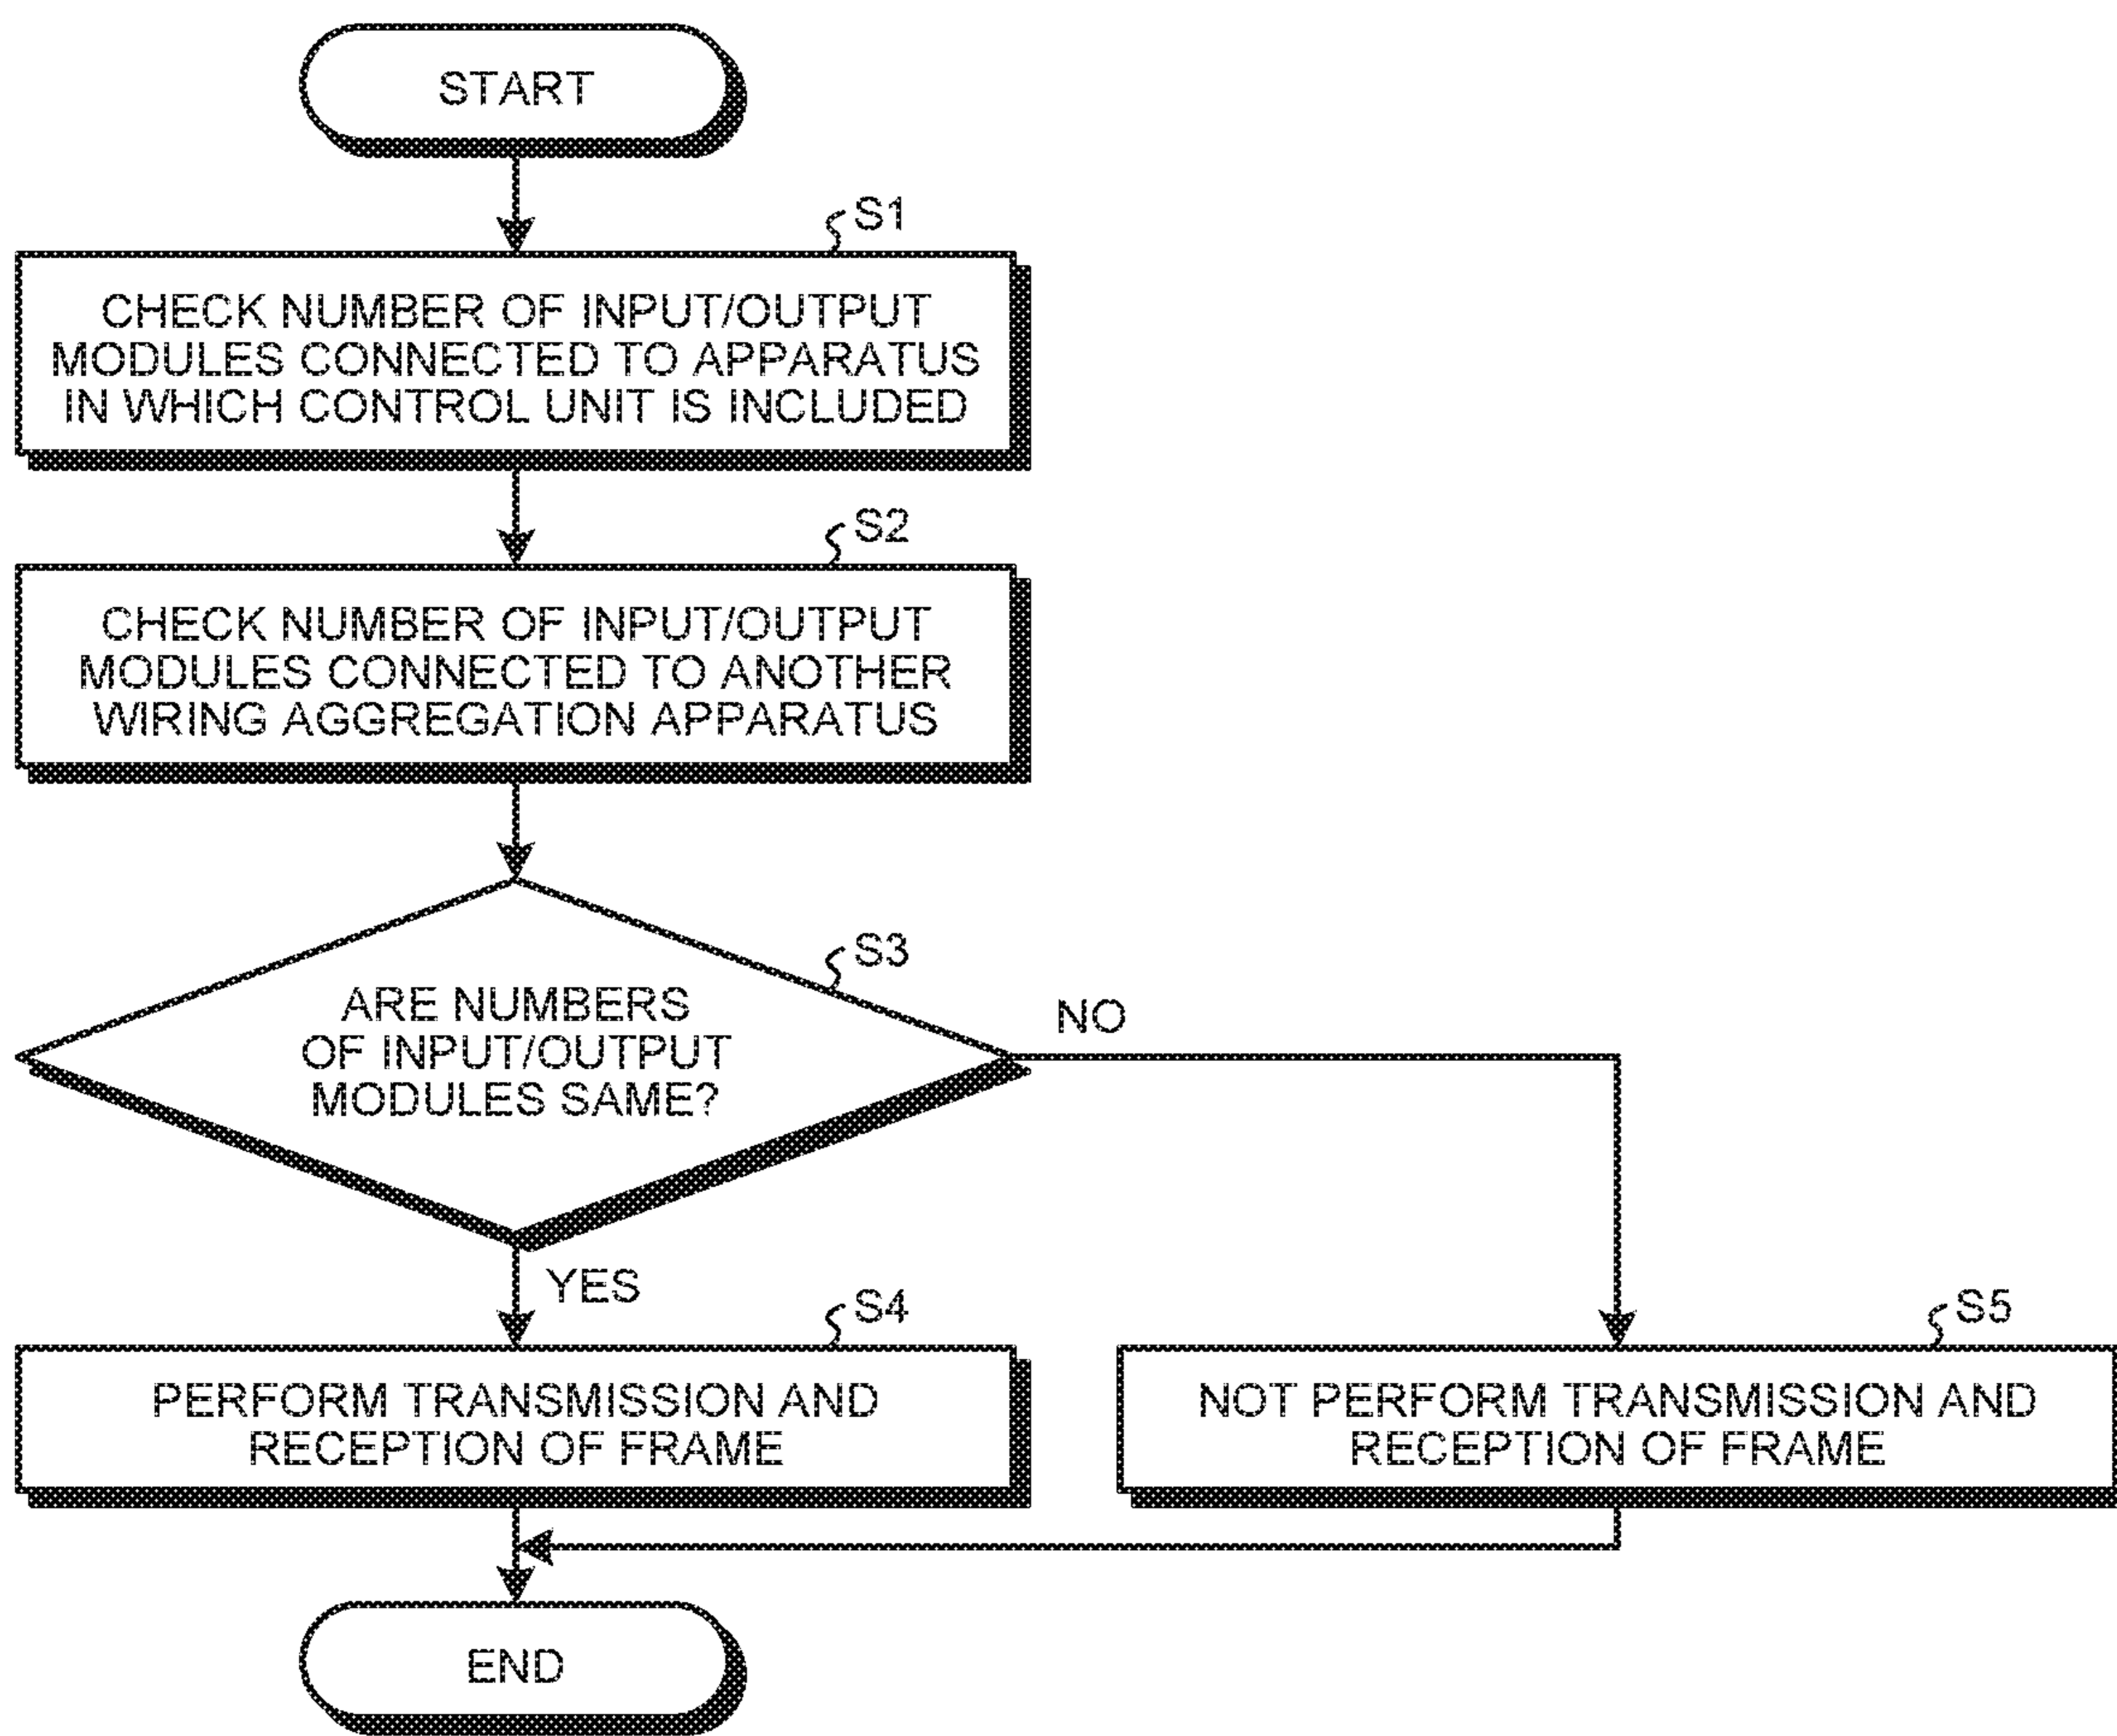 START
S1
CHECK NUMBER OF INPUT/OUTPUT
MODULES CONNECTED TO APPARATUS
IN WHICH CONTROL UNIT IS INCLUDED
S2
CHECK NUMBER OF INPUT/OUTPUT
MODULES CONNECTED TO ANOTHER
WIRING AGGREGATION APPARATUS
S3
ARE NUMBERS
OF INPUT/OUTPUT
MODULES SAME?
NO
YES
S4
PERFORM TRANSMISSION AND
RECEPTION OF FRAME
S5
NOT PERFORM TRANSMISSION AND
RECEPTION OF FRAME
END